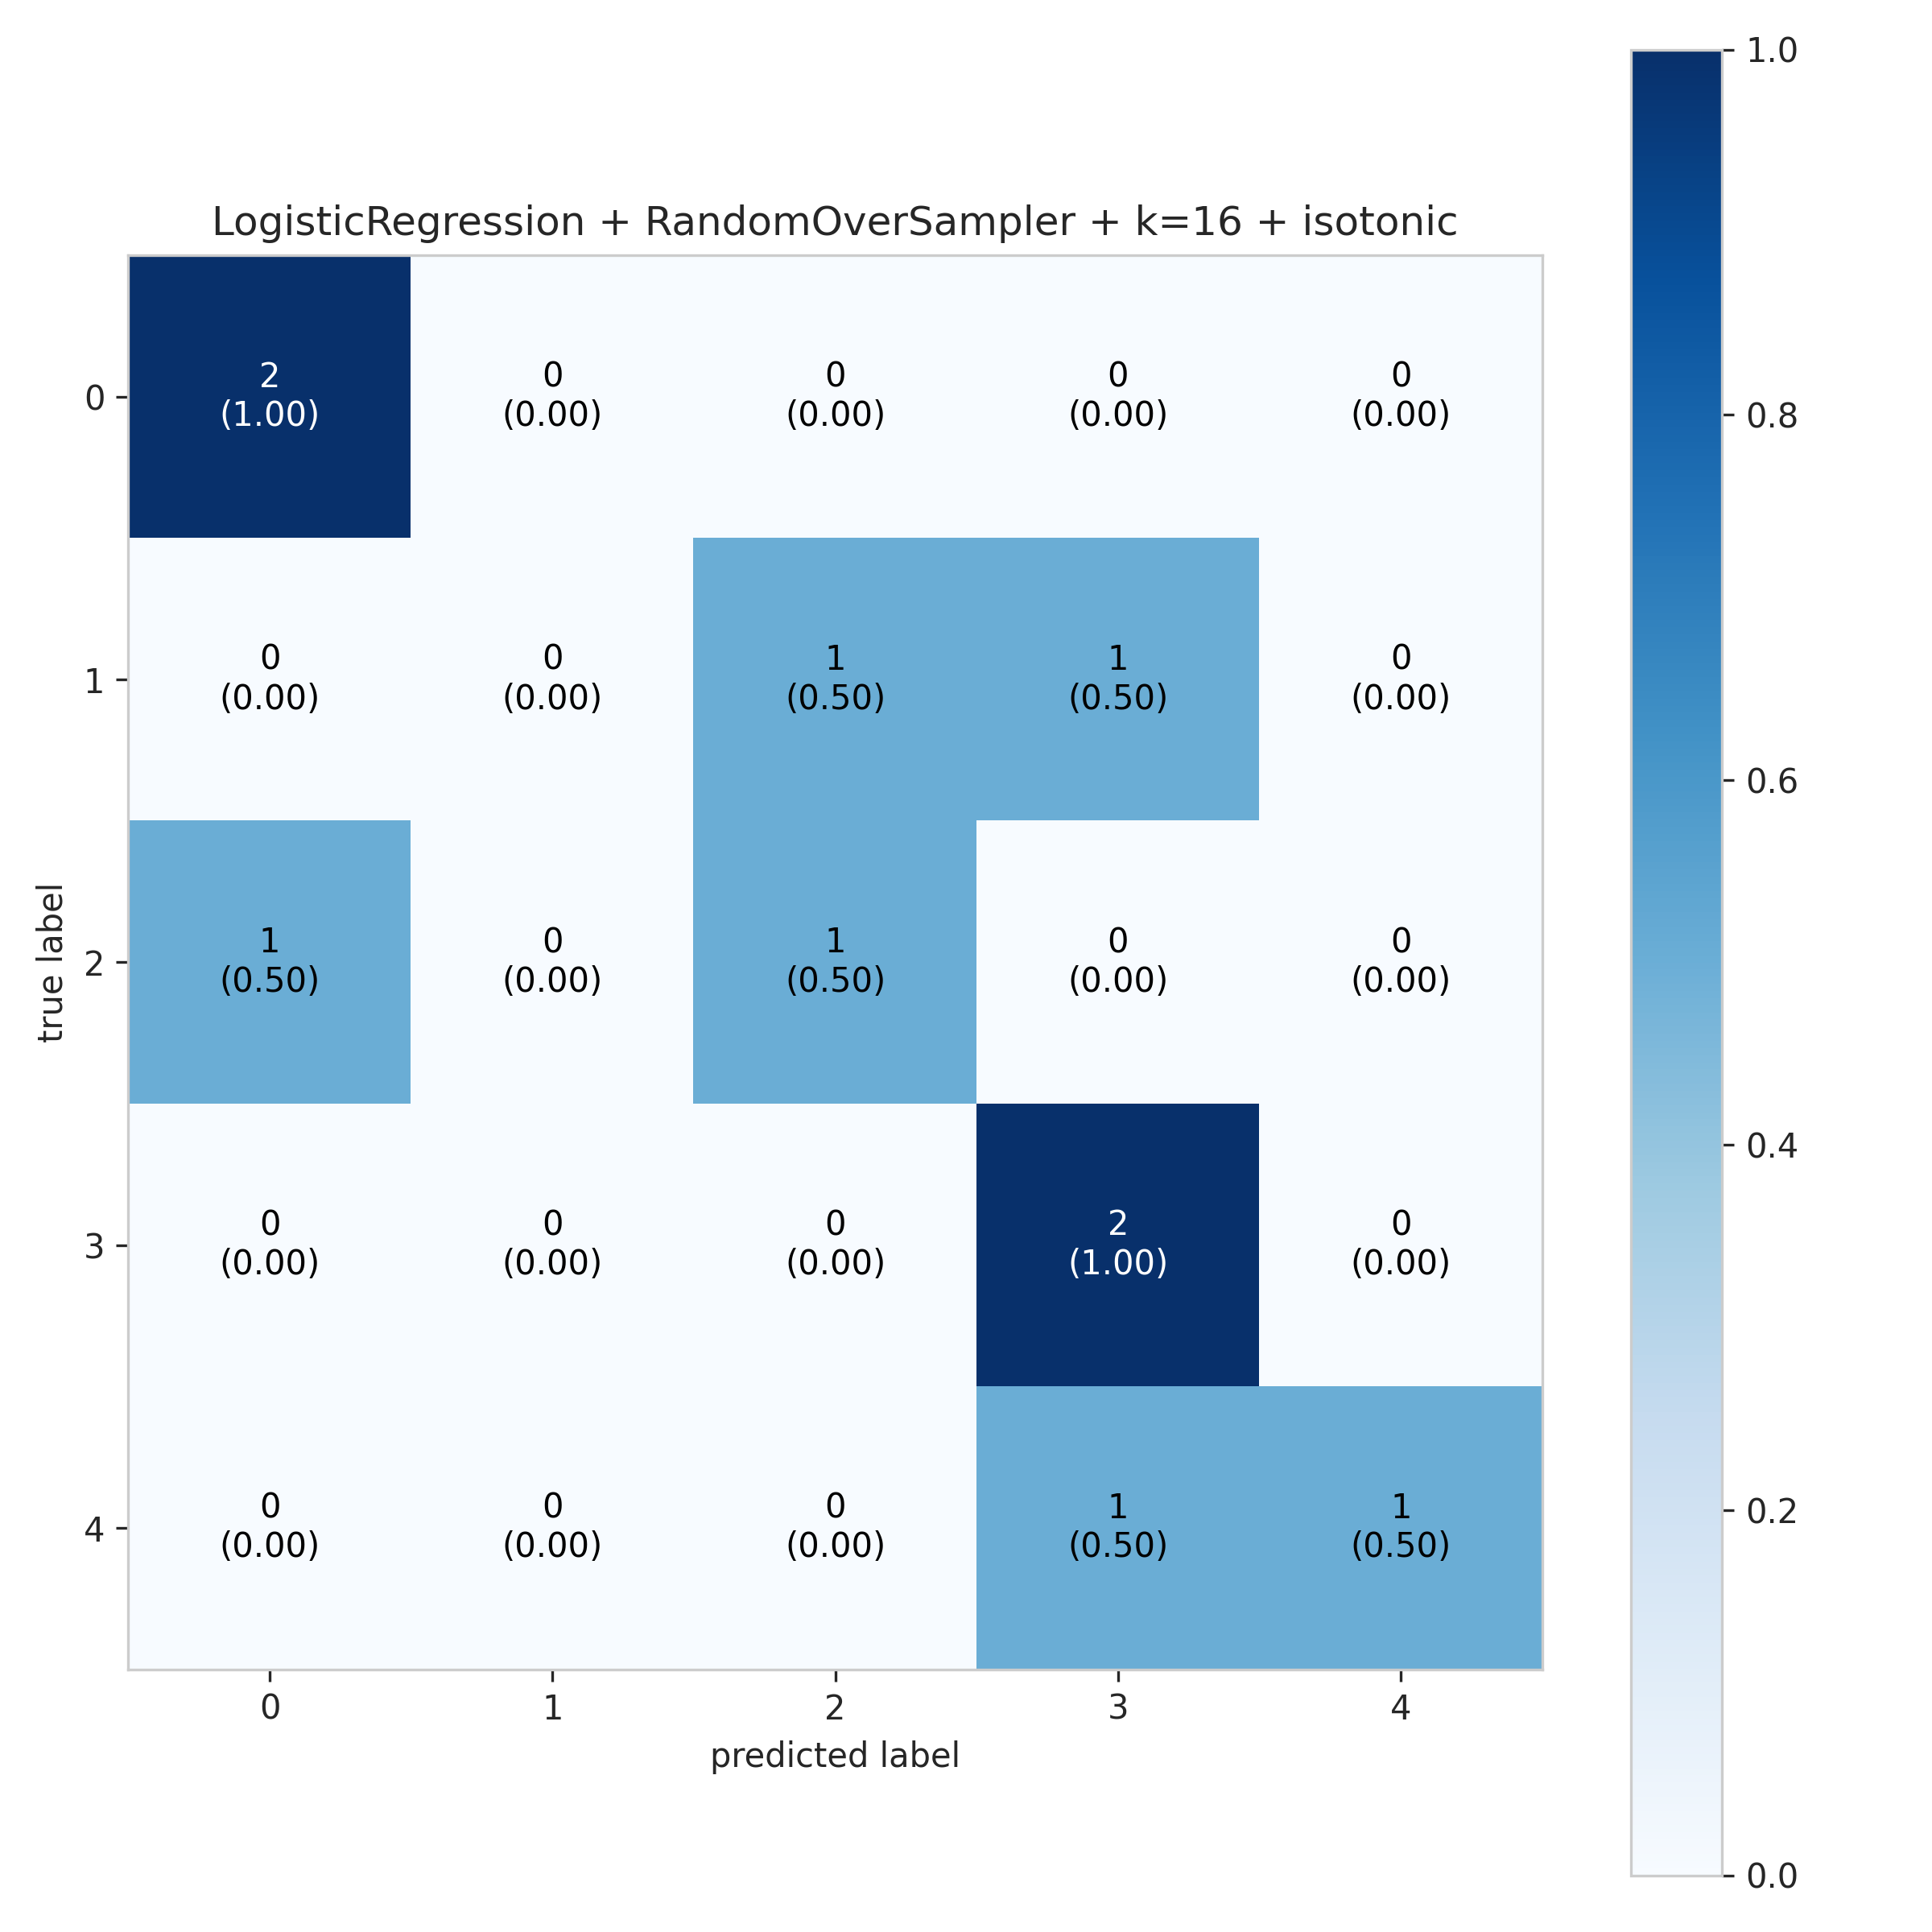 LogisticRegression + RandomOverSampler + k=16 + isotonic
1.0
0.8
0.6
0.4
0.2
0.0
true label
0
2 0 0 0 0
(1.00) (0.00) (0.00) (0.00) (0.00)
1
0 0 1 1 0
(0.00) (0.00) (0.50) (0.50) (0.00)
2
1 0 1 0 0
(0.50) (0.00) (0.50) (0.00) (0.00)
3
0 0 0 2 0
(0.00) (0.00) (0.00) (1.00) (0.00)
4
0 0 0 1 1
(0.00) (0.00) (0.00) (0.50) (0.50)
0 1 2 3 4
predicted label